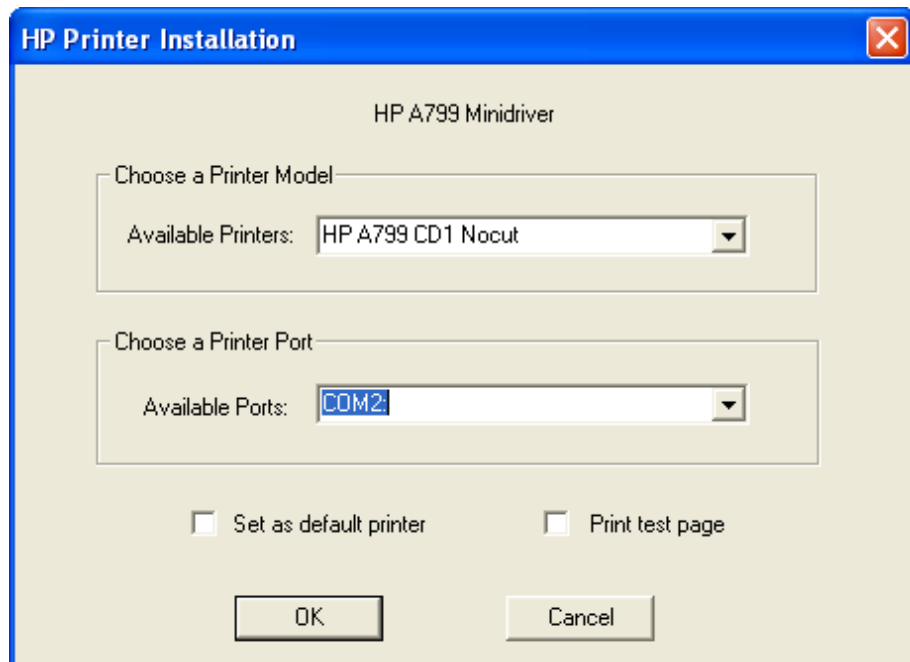 HP Printer Installation
HP A799 Minidriver
Choose a Printer Model
Available Printers: HP A799 CD1 Nocut
Choose a Printer Port
Available Ports: COM2:
Set as default printer Print test page
OK Cancel